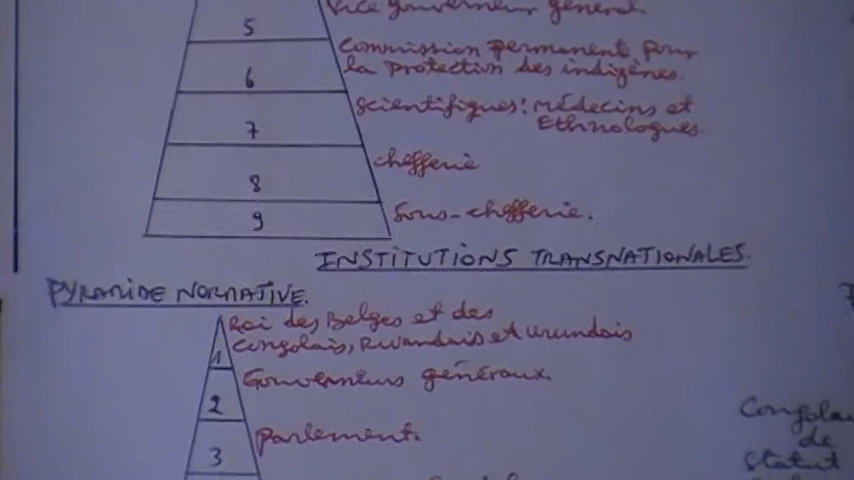 5
Vice gouverneur général.
6
Commission permanente pour
la protection des indigènes.
7
Scientifiques: Médecins et
Ethnologues.
8
chefferie
9
Sous-chefferie.
INSTITUTIONS TRANSNATIONALES.
PYRAMIDE NORMATIVE.
1
Roi des Belges et des
Congolais, Rwandais et urundais
2
Gouverneurs généraux.
3
Parlement.
de
Statut